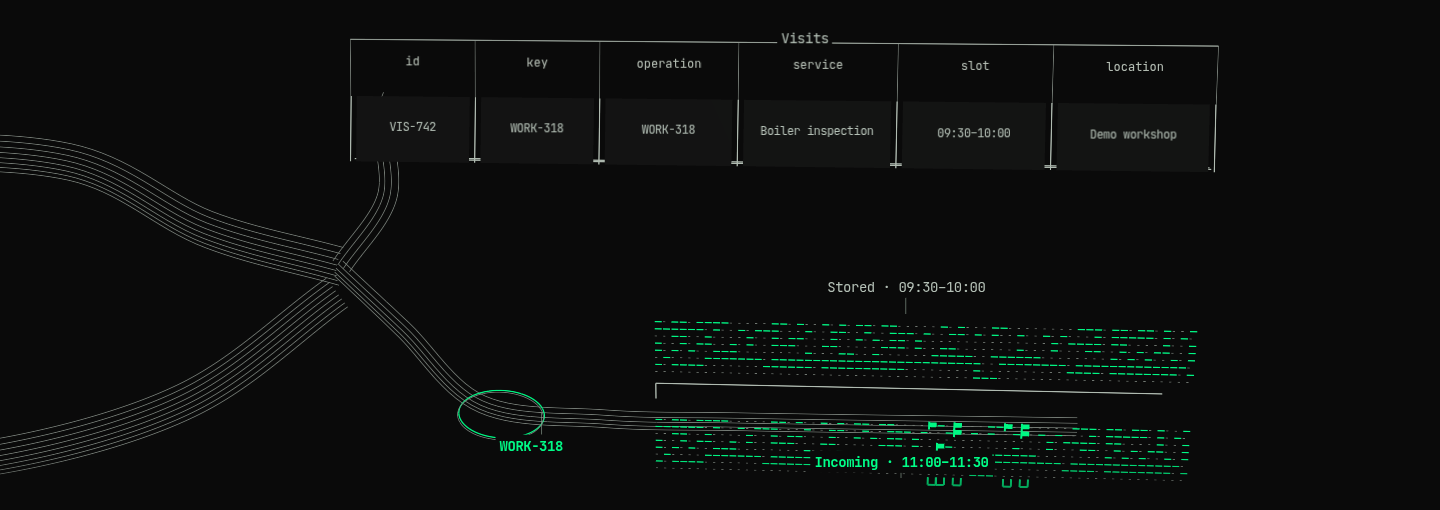 Visits
id key operation service slot location
VIS-742 WORK-318 WORK-318 Boiler inspection 09:30–10:00 Demo workshop
Stored · 09:30–10:00
WORK-318
Incoming · 11:00–11:30